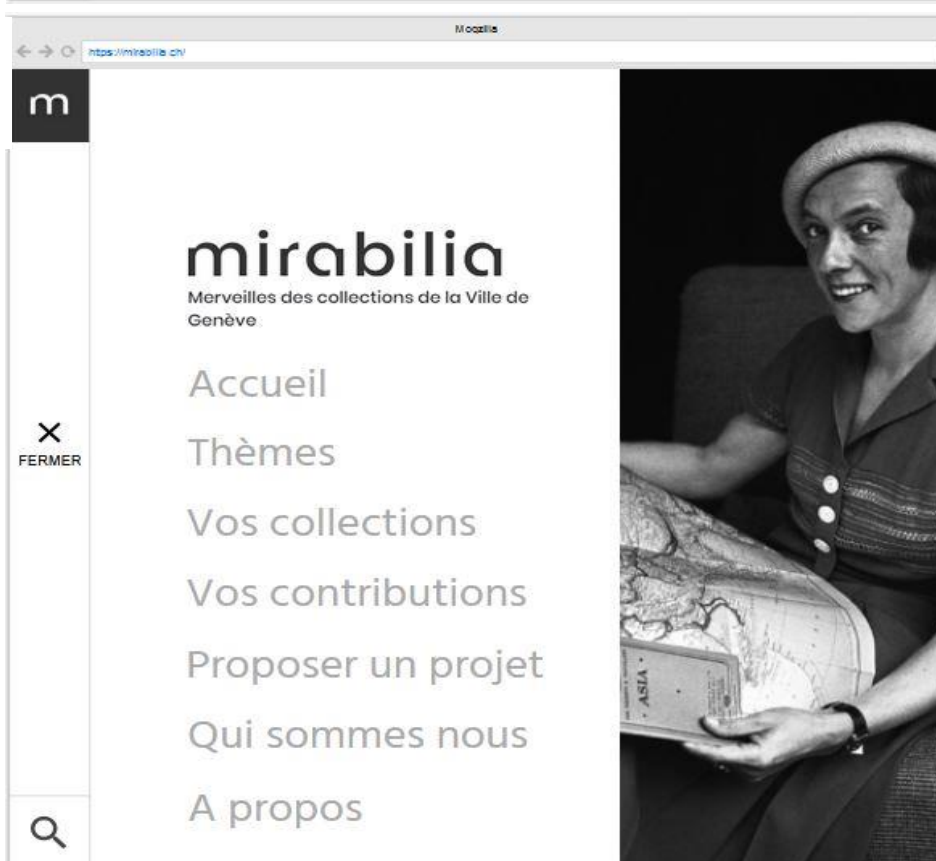 Moqzilla
https://mirabilia.ch/
m
mirabilia
Merveilles des collections de la Ville de
Genève
Accueil
Thèmes
FERMER
Vos collections
Vos contributions
Proposer un projet
Qui sommes nous
A propos
ASIA